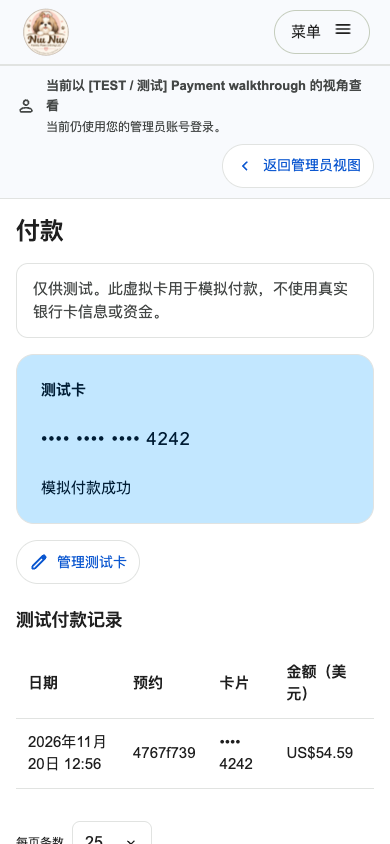 Niu Niu
菜单
当前以 [TEST / 测试] Payment walkthrough 的视角查
看
当前仍使用您的管理员账号登录。
返回管理员视图
付款
仅供测试。此虚拟卡用于模拟付款，不使用真实
银行卡信息或资金。
测试卡
•••• •••• •••• 4242
模拟付款成功
管理测试卡
测试付款记录
日期 预约 卡片 金额（美
元）
2026年11月
20日 12:56 4767f739 ••••
4242 US$54.59
每页条数 25